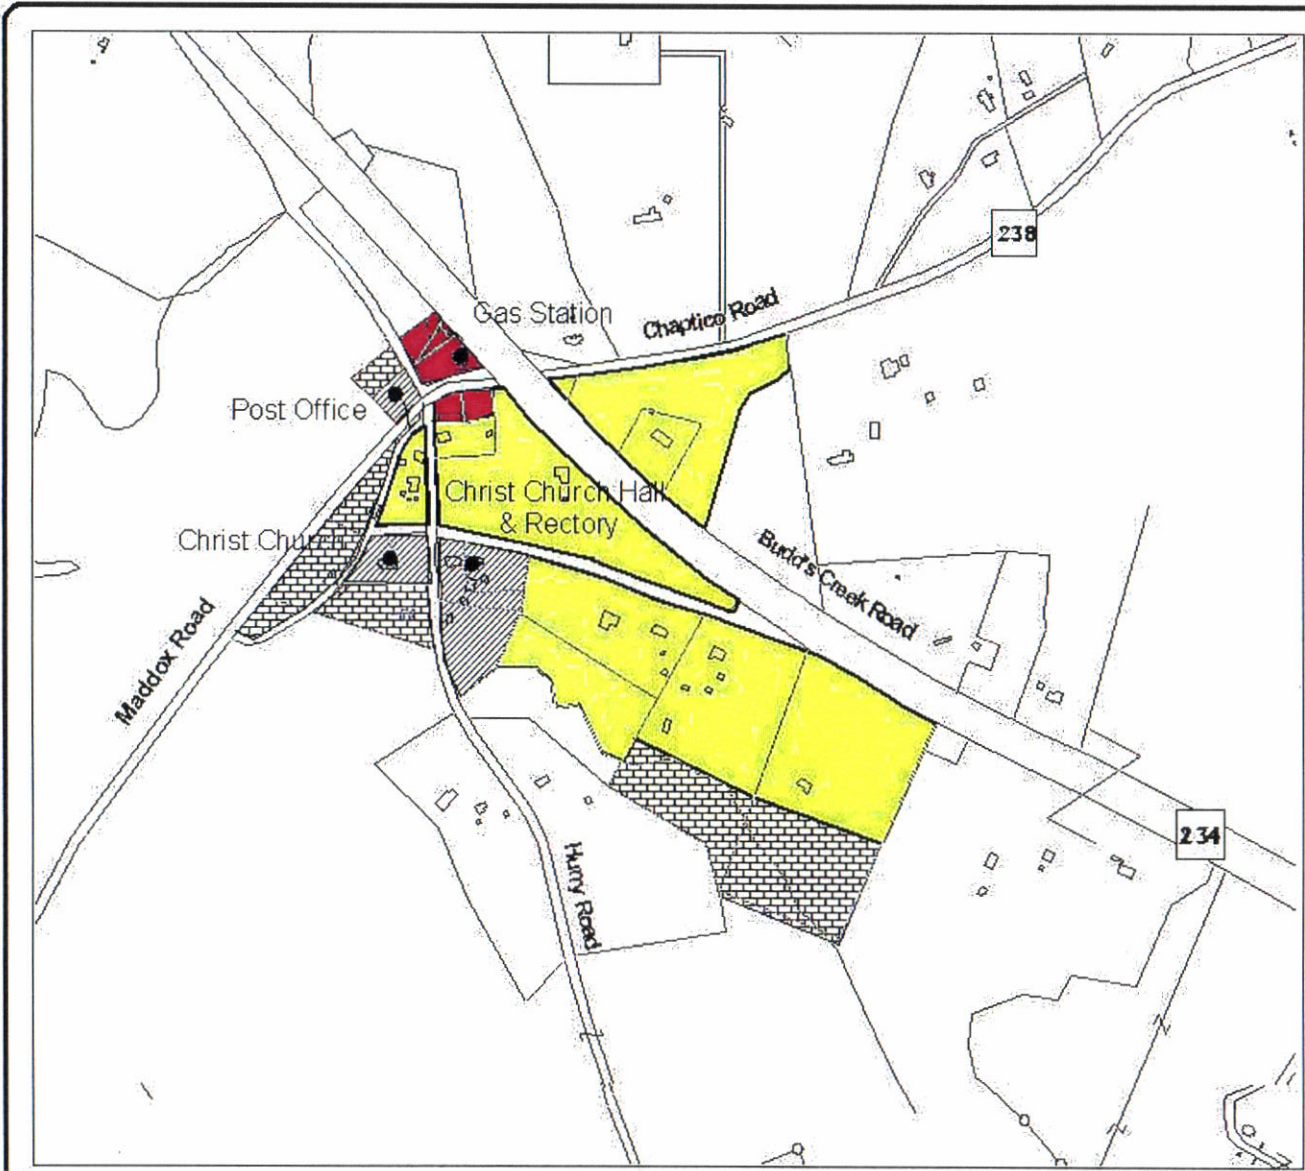 238
Gas Station
Chaptico Road
Post Office
Christ Church Hall
& Rectory
Christ Church
Budd's Creek Road
Maddox Road
234
Hurry Road